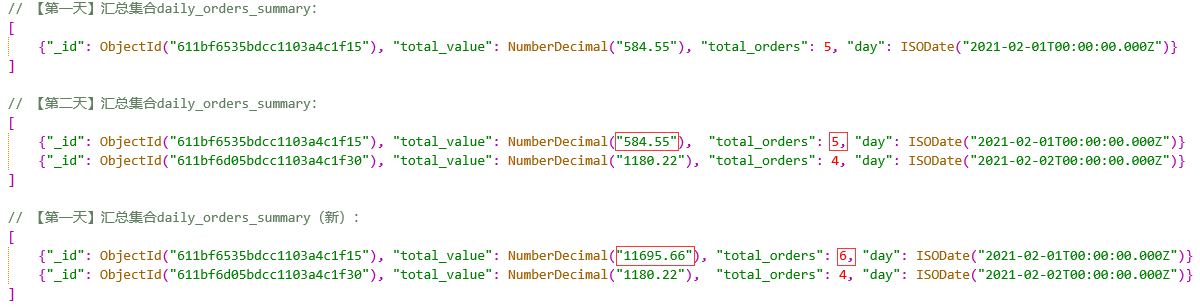 // 【第一天】汇总集合daily_orders_summary:
[
    {"_id": ObjectId("611bf6535bdcc1103a4c1f15"), "total_value": NumberDecimal("584.55"), "total_orders": 5, "day": ISODate("2021-02-01T00:00:00.000Z")}
]
// 【第二天】汇总集合daily_orders_summary:
[
    {"_id": ObjectId("611bf6535bdcc1103a4c1f15"), "total_value": NumberDecimal("584.55"),  "total_orders": 5, "day": ISODate("2021-02-01T00:00:00.000Z")}
    {"_id": ObjectId("611bf6d05bdcc1103a4c1f30"), "total_value": NumberDecimal("1180.22"), "total_orders": 4, "day": ISODate("2021-02-02T00:00:00.000Z")}
]
// 【第一天】汇总集合daily_orders_summary（新）:
[
    {"_id": ObjectId("611bf6535bdcc1103a4c1f15"), "total_value": NumberDecimal("11695.66"), "total_orders": 6, "day": ISODate("2021-02-01T00:00:00.000Z")}
    {"_id": ObjectId("611bf6d05bdcc1103a4c1f30"), "total_value": NumberDecimal("1180.22"),  "total_orders": 4, "day": ISODate("2021-02-02T00:00:00.000Z")}
]